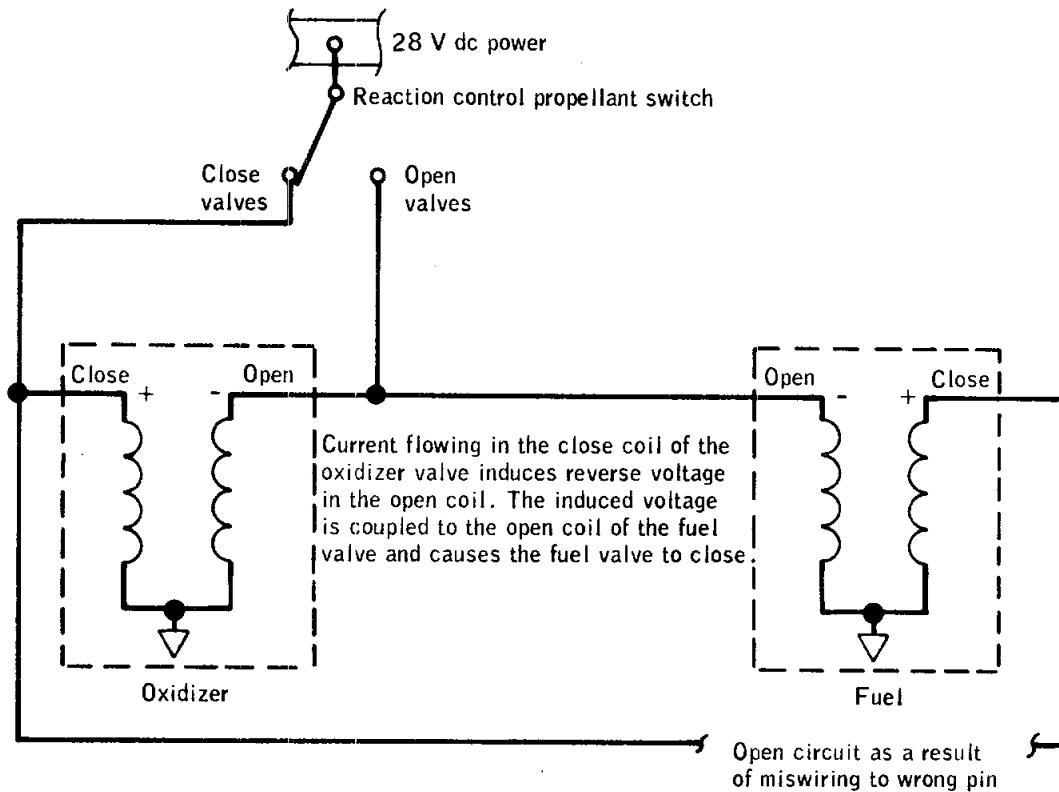 28 V dc power
Reaction control propellant switch
Close
valves
Open
valves
Close
+
-
Open
Open
-
+
Close
Current flowing in the close coil of the
oxidizer valve induces reverse voltage
in the open coil. The induced voltage
is coupled to the open coil of the fuel
valve and causes the fuel valve to close.
Oxidizer
Fuel
Open circuit as a result
of miswiring to wrong pin